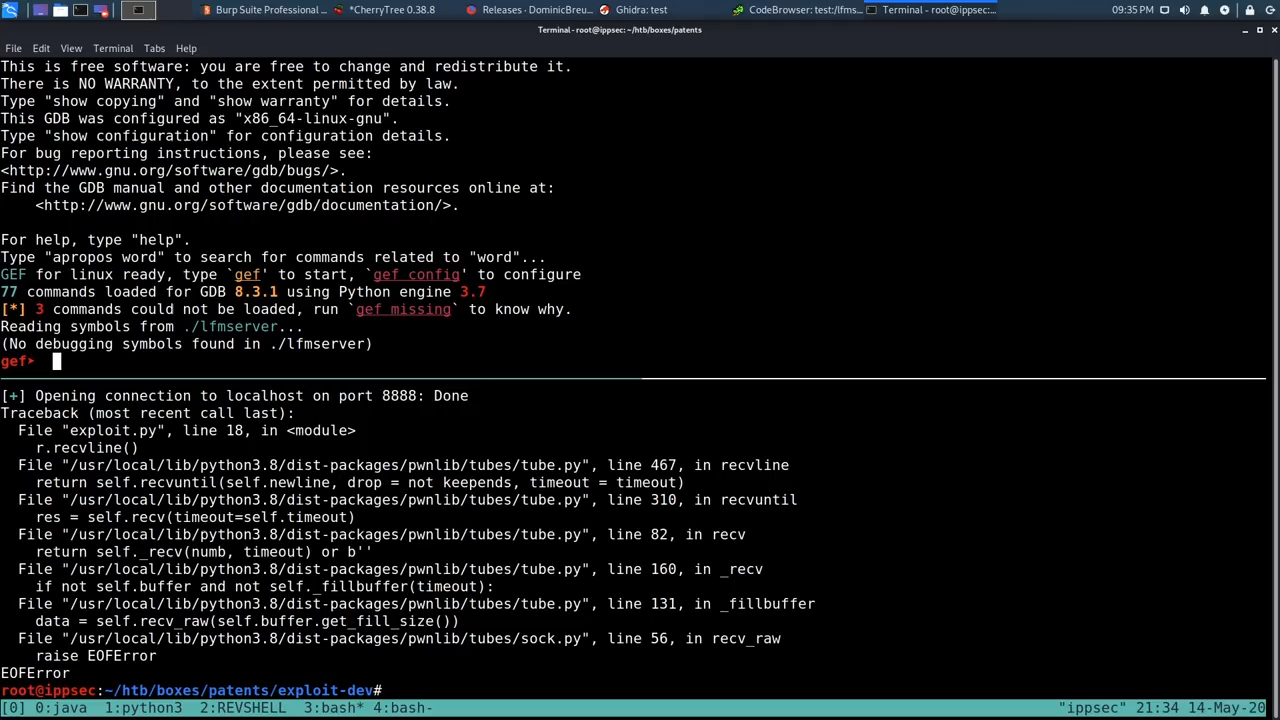 Burp Suite Professional ...
*CherryTree 0.38.8
Releases - DominicBreu...
Ghidra: test
CodeBrowser: test:/lfms...
Terminal - root@ippsec:...
09:35 PM
Terminal - root@ippsec: ~/htb/boxes/patents
File Edit View Terminal Tabs Help
This is free software: you are free to change and redistribute it.
There is NO WARRANTY, to the extent permitted by law.
Type "show copying" and "show warranty" for details.
This GDB was configured as "x86_64-linux-gnu".
Type "show configuration" for configuration details.
For bug reporting instructions, please see:
<http://www.gnu.org/software/gdb/bugs/>.
Find the GDB manual and other documentation resources online at:
    <http://www.gnu.org/software/gdb/documentation/>.
For help, type "help".
Type "apropos word" to search for commands related to "word"...
GEF for linux ready, type `gef' to start, `gef config' to configure
77 commands loaded for GDB 8.3.1 using Python engine 3.7
[*] 3 commands could not be loaded, run `gef missing` to know why.
Reading symbols from ./lfmserver...
(No debugging symbols found in ./lfmserver)
gef➤
[+] Opening connection to localhost on port 8888: Done
Traceback (most recent call last):
  File "exploit.py", line 18, in <module>
    r.recvline()
  File "/usr/local/lib/python3.8/dist-packages/pwnlib/tubes/tube.py", line 467, in recvline
    return self.recvuntil(self.newline, drop = not keepends, timeout = timeout)
  File "/usr/local/lib/python3.8/dist-packages/pwnlib/tubes/tube.py", line 310, in recvuntil
    res = self.recv(timeout=self.timeout)
  File "/usr/local/lib/python3.8/dist-packages/pwnlib/tubes/tube.py", line 82, in recv
    return self._recv(numb, timeout) or b''
  File "/usr/local/lib/python3.8/dist-packages/pwnlib/tubes/tube.py", line 160, in _recv
    if not self.buffer and not self._fillbuffer(timeout):
  File "/usr/local/lib/python3.8/dist-packages/pwnlib/tubes/tube.py", line 131, in _fillbuffer
    data = self.recv_raw(self.buffer.get_fill_size())
  File "/usr/local/lib/python3.8/dist-packages/pwnlib/tubes/sock.py", line 56, in recv_raw
    raise EOFError
EOFError
root@ippsec:~/htb/boxes/patents/exploit-dev#
[0] 0:java  1:python3  2:REVSHELL  3:bash* 4:bash- "ippsec" 21:34 14-May-20